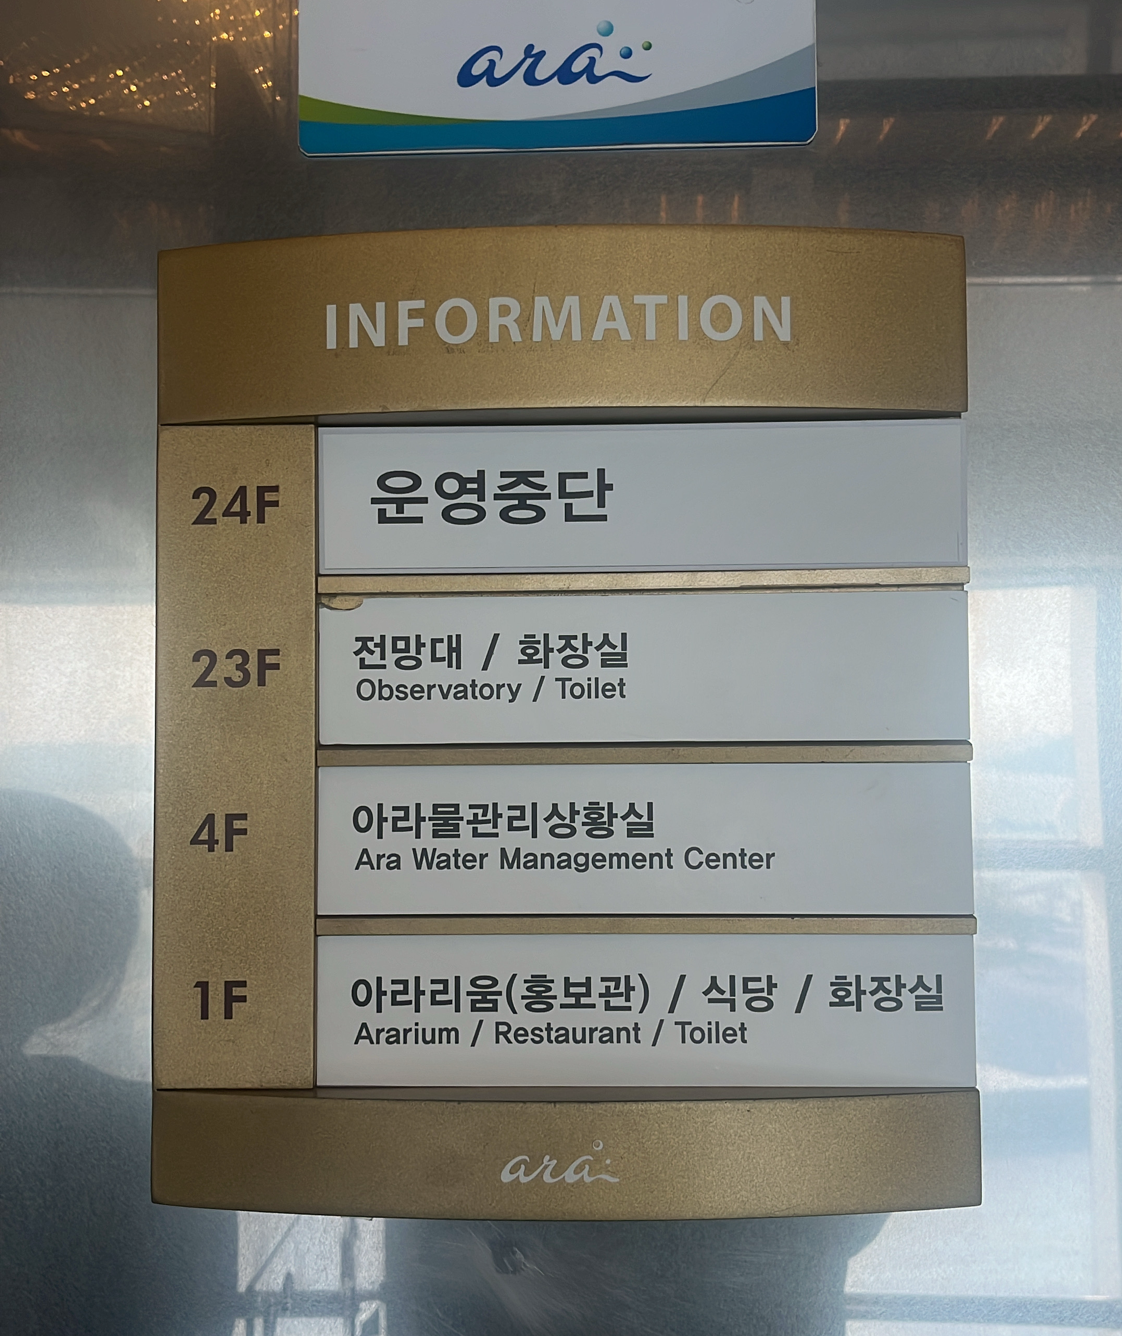 ara
INFORMATION
24F
운영중단
23F
전망대 / 화장실
Observatory / Toilet
4F
아라물관리상황실
Ara Water Management Center
1F
아라리움(홍보관) / 식당 / 화장실
Ararium / Restaurant / Toilet
ara